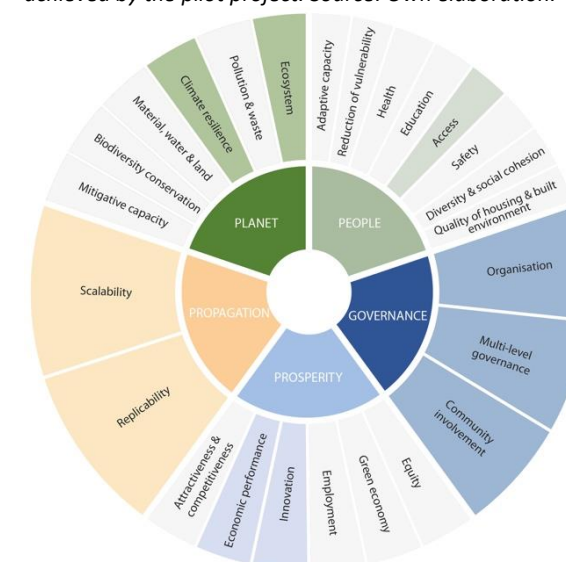 achieved by the pilot project. Source: Own elaboration.
Ecosystem
Pollution & waste
Climate resilience
Material, water & land
Biodiversity conservation
Mitigative capacity
PLANET
Adaptive capacity
Reduction of vulnerability
Health
Education
Access
Safety
Diversity & social cohesion
Quality of housing & built
environment
PEOPLE
Organisation
Multi-level
governance
Community
involvement
GOVERNANCE
Equity
Green economy
Employment
Innovation
Economic performance
Attractiveness &
competitiveness
PROSPERITY
Replicability
Scalability
PROPAGATION